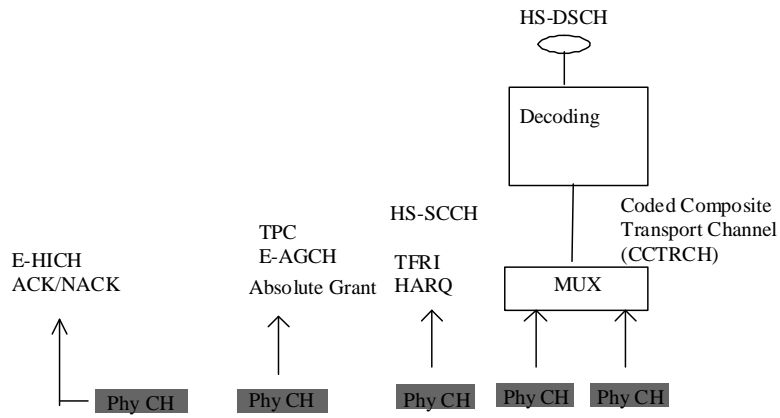 HS-DSCH
Decoding
HS-SCCH
Coded Composite
Transport Channel
(CCTRCH)
TPC
E-AGCH
Absolute Grant
E-HICH
ACK/NACK
TFRI
HARQ
MUX
Phy CH
Phy CH
Phy CH
Phy CH
Phy CH